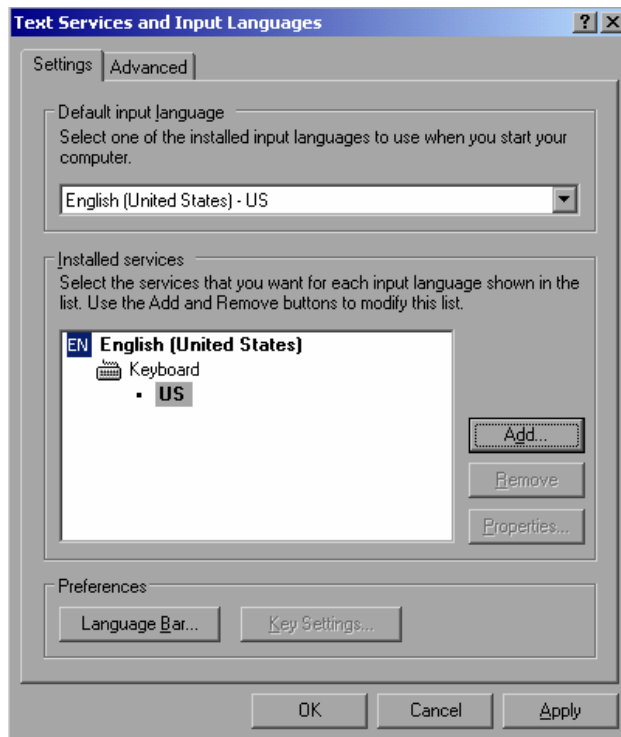 Text Services and Input Languages
Settings
Advanced
Default input language
Select one of the installed input languages to use when you start your
computer.
English (United States) - US
Installed services
Select the services that you want for each input language shown in the
list. Use the Add and Remove buttons to modify this list.
EN English (United States)
Keyboard
• US
Add...
Remove
Properties...
Preferences
Language Bar...
Key Settings...
OK
Cancel
Apply